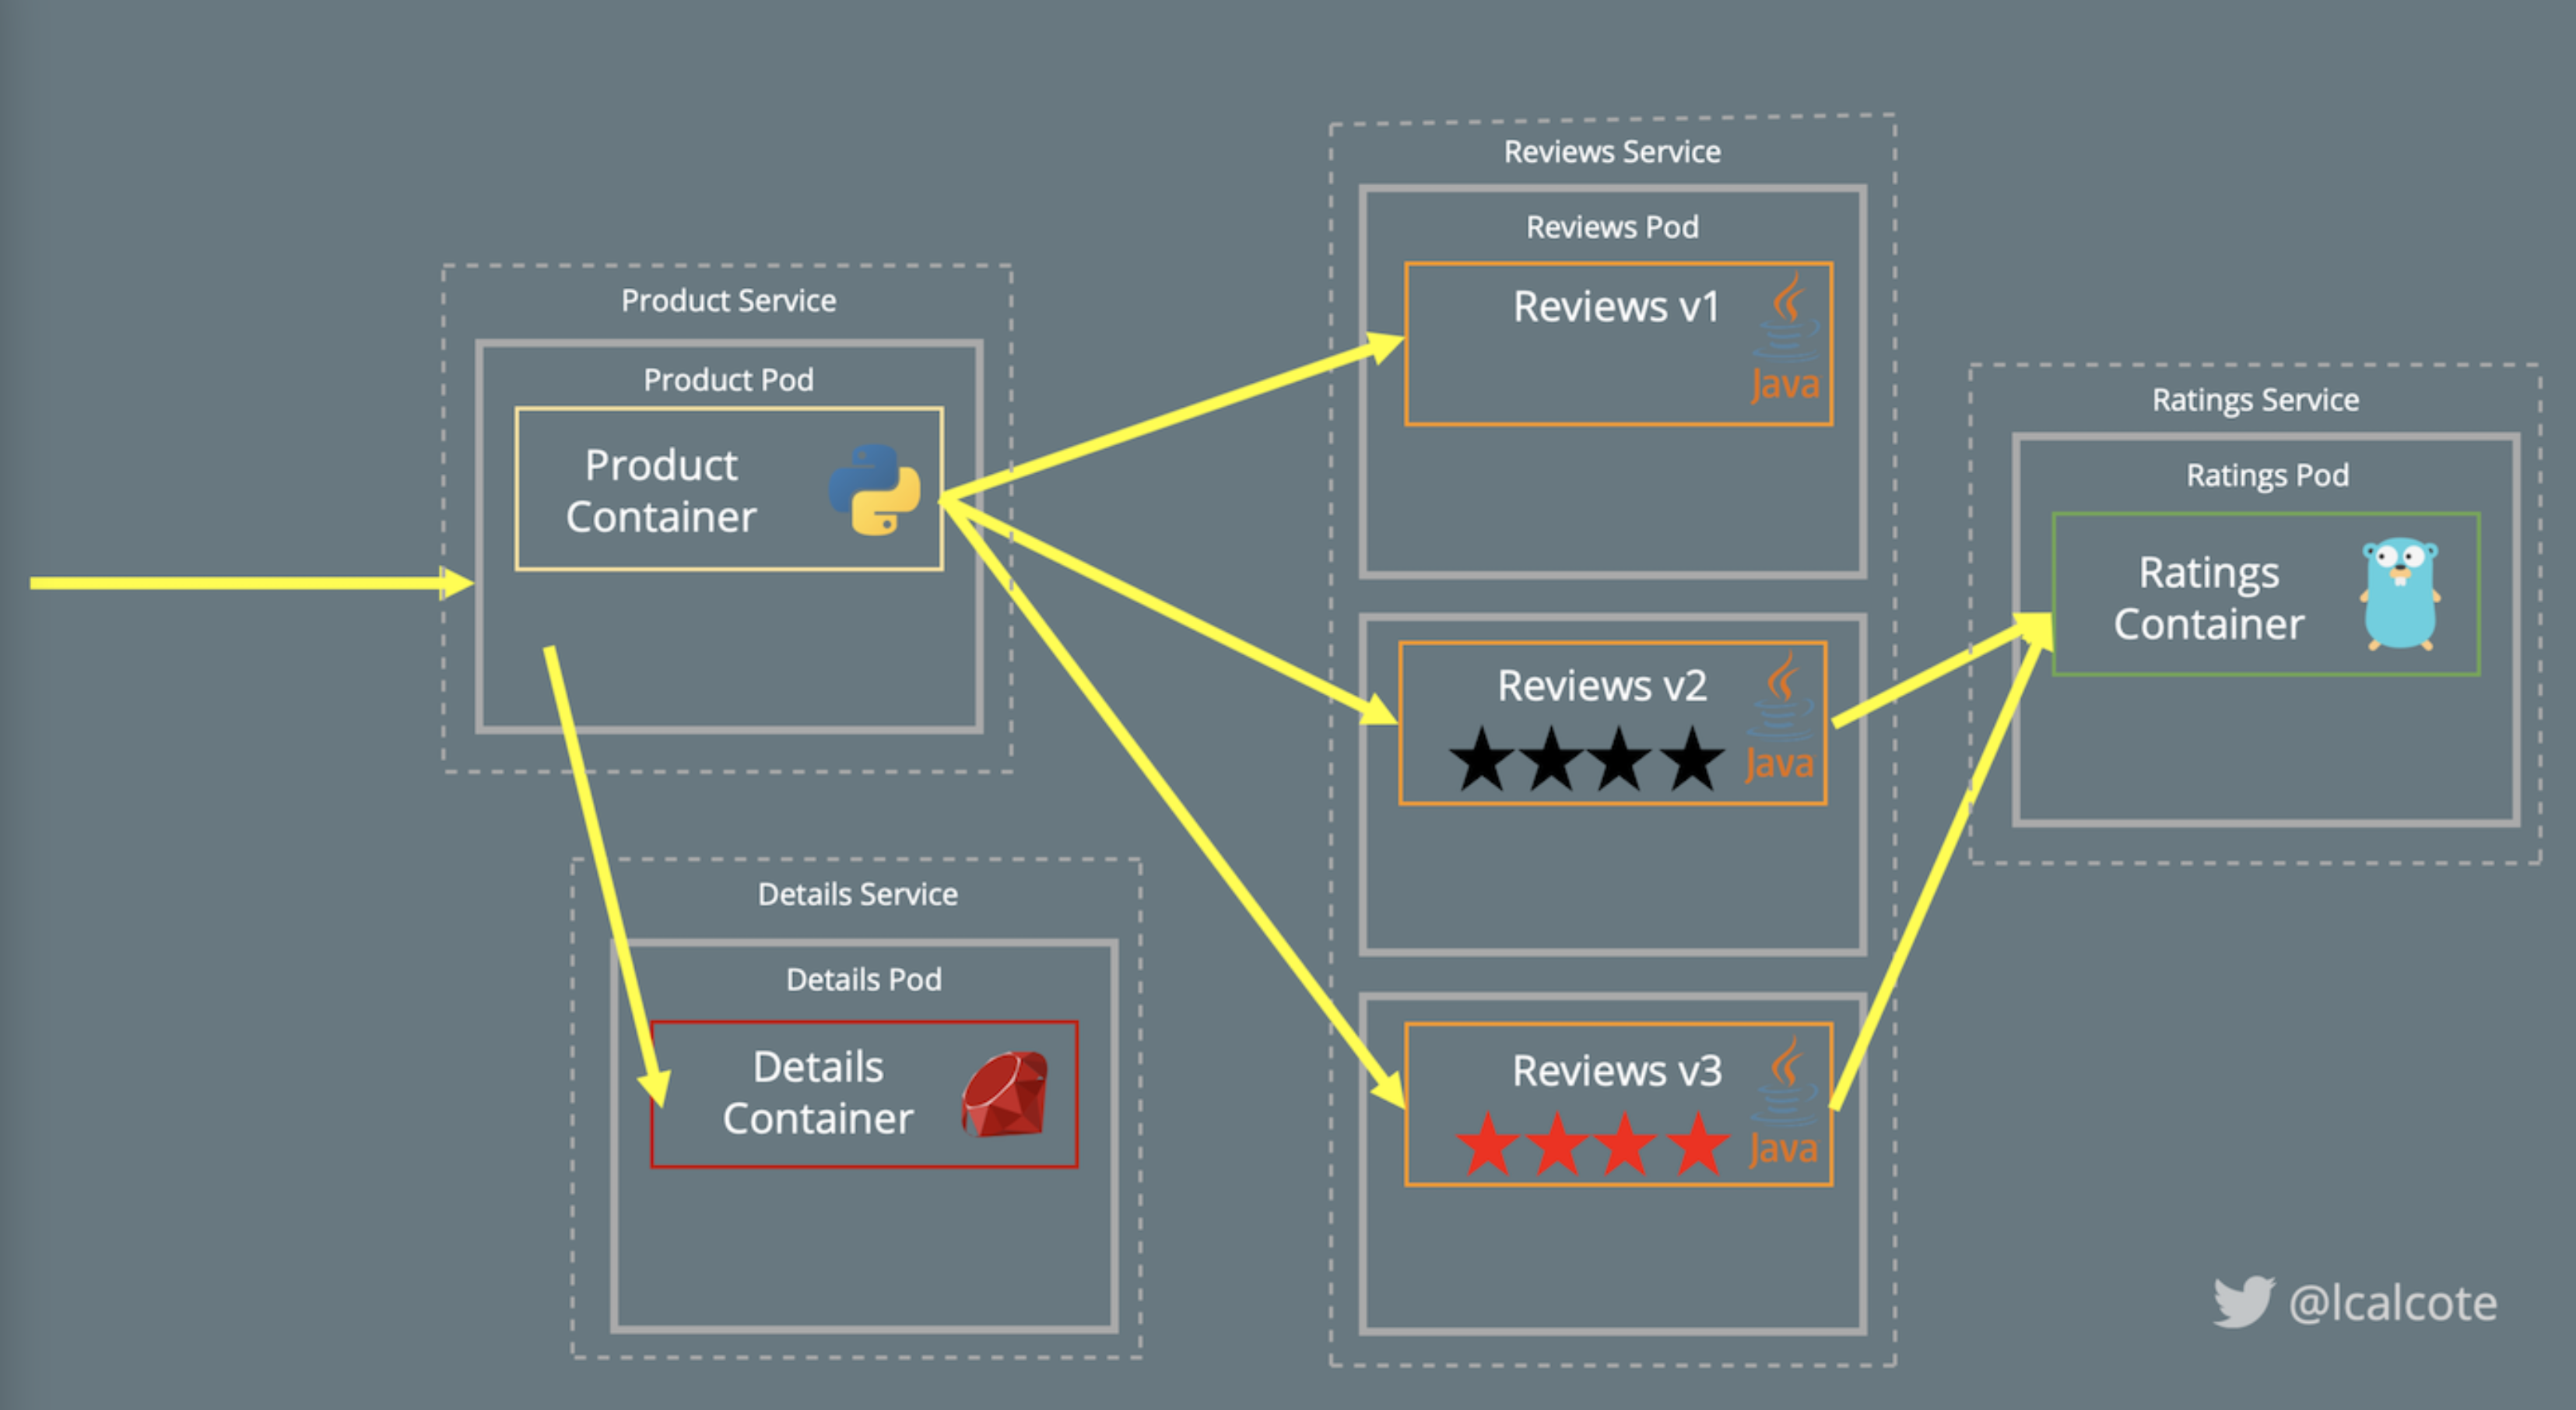 Product Service
Product Pod
Product
Container
Details Service
Details Pod
Details
Container
Reviews Service
Reviews Pod
Reviews v1
Java
Reviews v2
Java
Reviews v3
Java
Ratings Service
Ratings Pod
Ratings
Container
@lcalcote